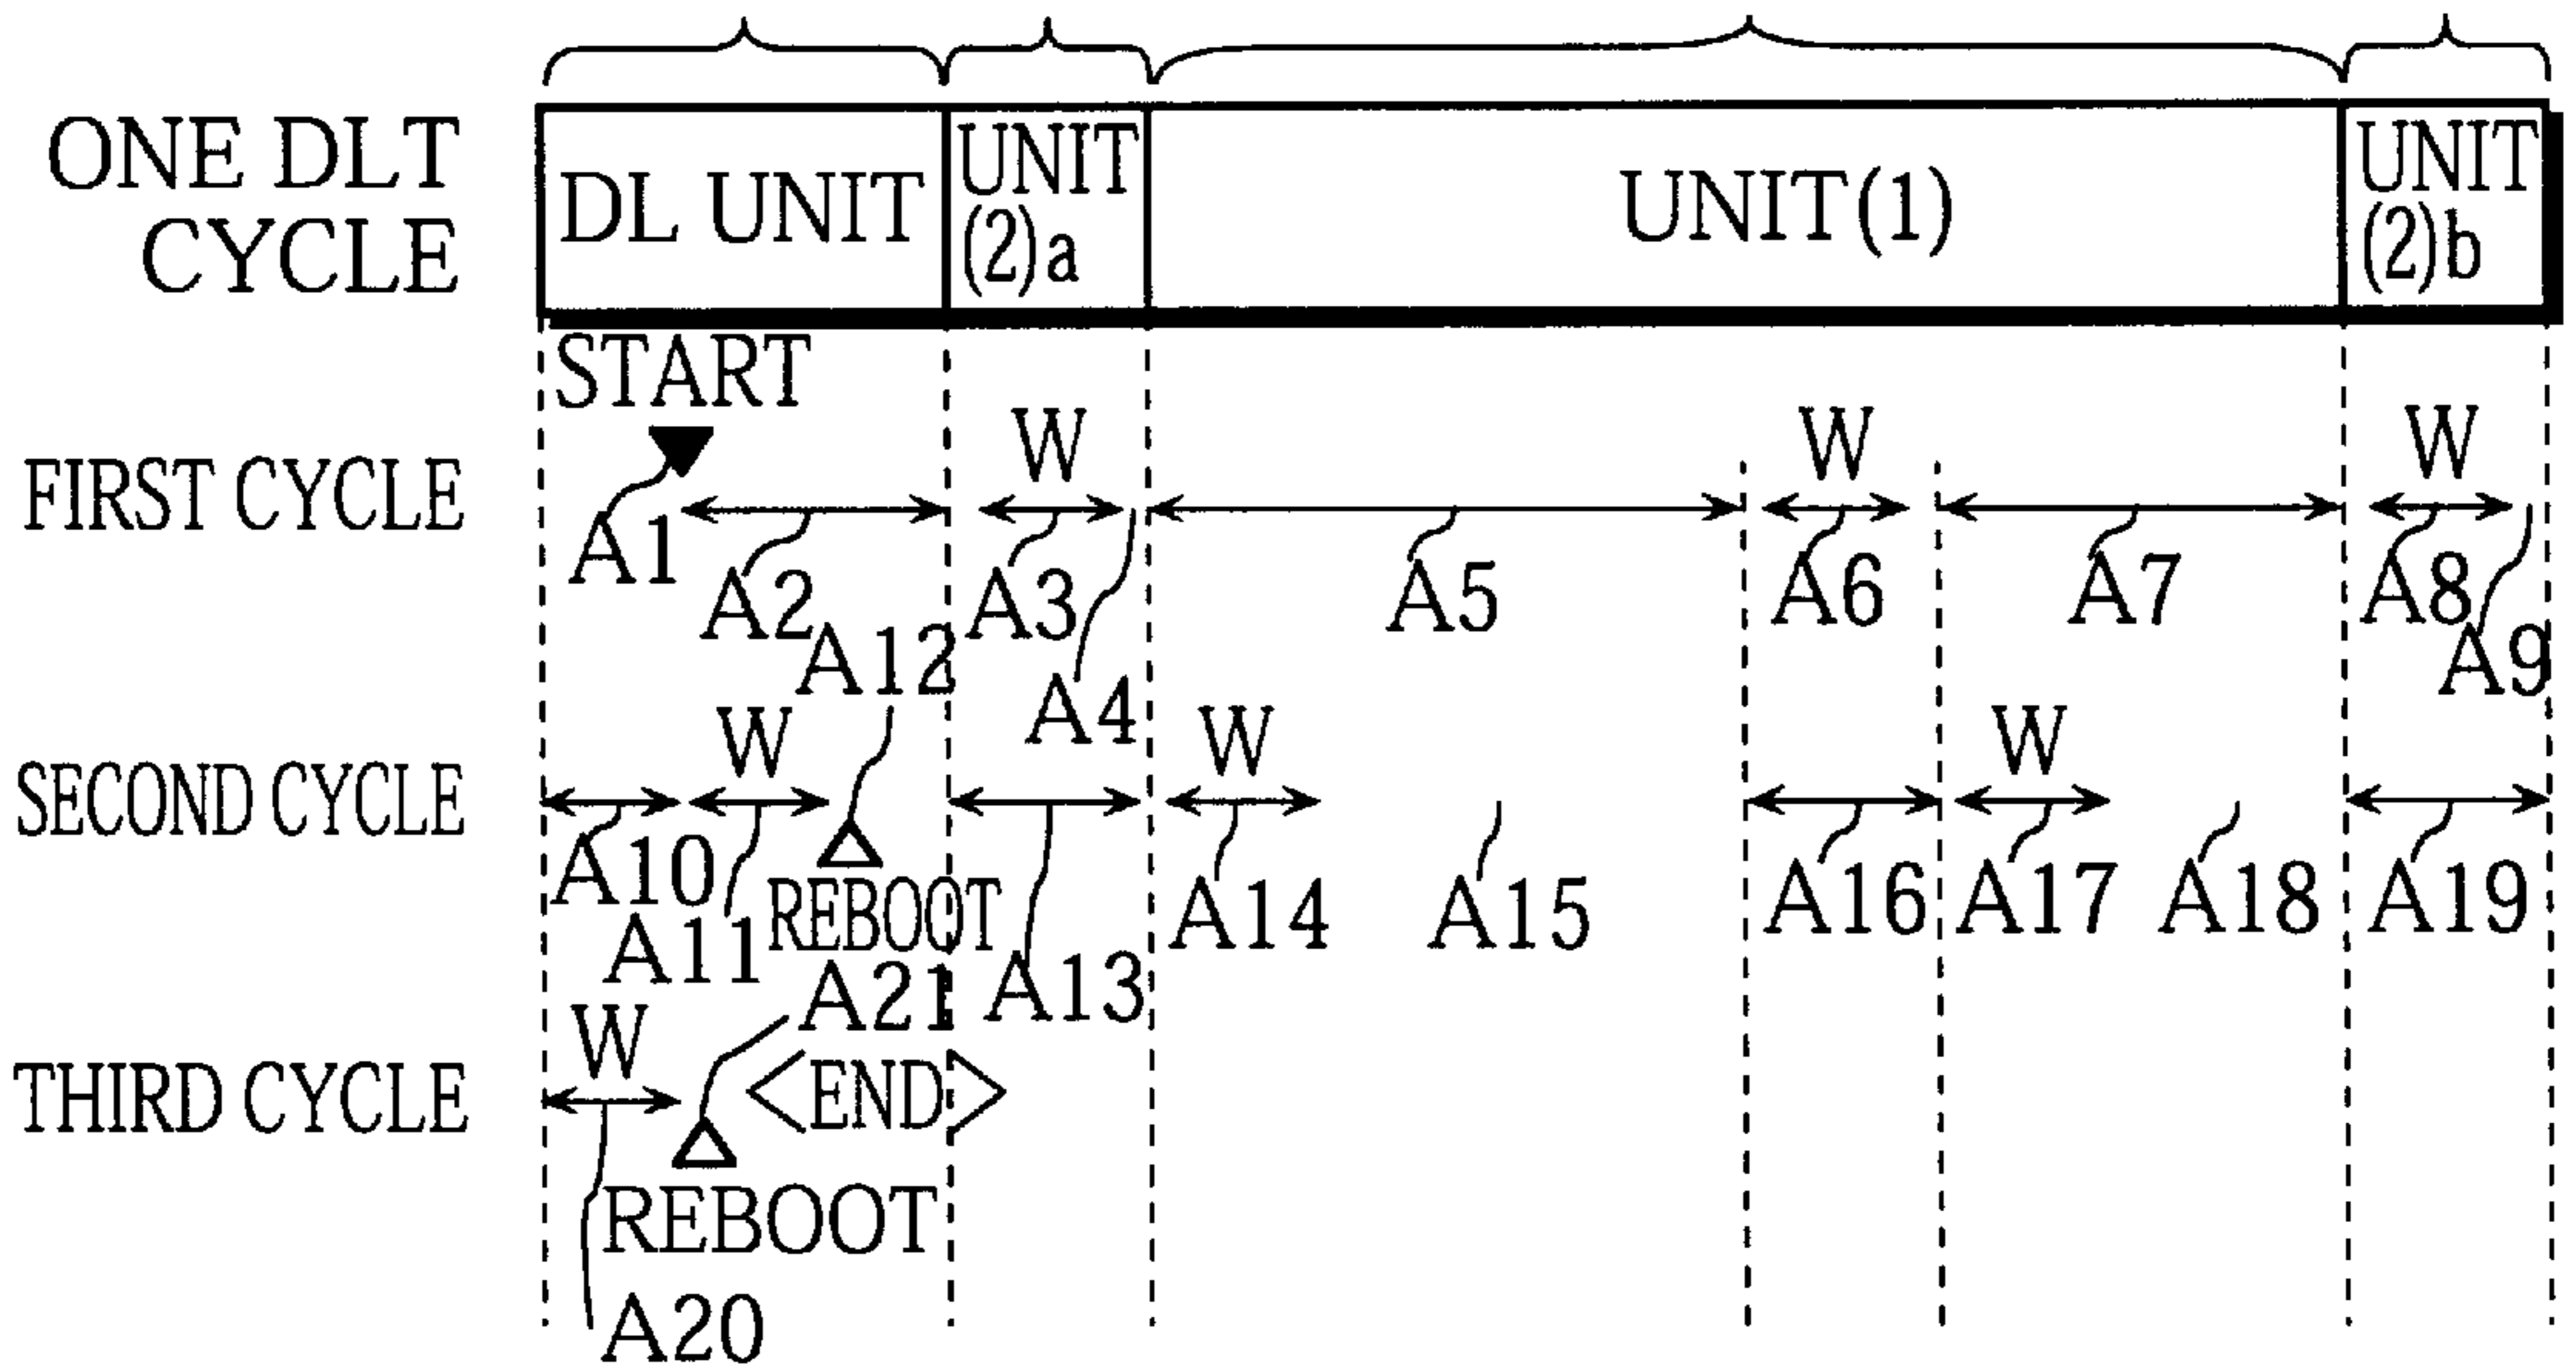 ONE DLT
CYCLE
DL UNIT
UNIT
(2)a
UNIT(1)
UNIT
(2)b
START
FIRST CYCLE
W
W
W
A1
A2
A3
A4
A5
A6
A7
A8
A9
A12
SECOND CYCLE
W
W
W
A10
A11
REBOOT
A13
A14
A15
A16
A17
A18
A19
A21
THIRD CYCLE
W
<END>
REBOOT
A20